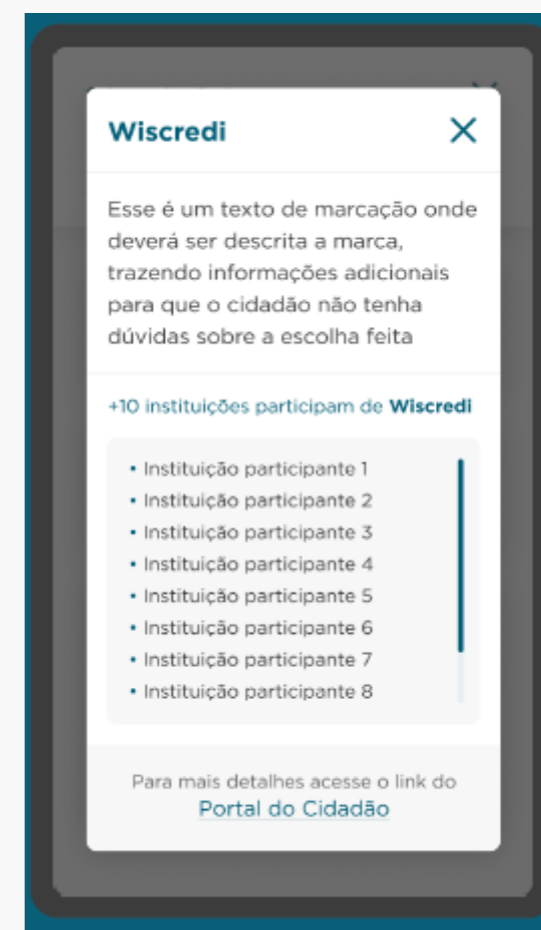 Wiscredi
Esse é um texto de marcação onde
deverá ser descrita a marca,
trazendo informações adicionais
para que o cidadão não tenha
dúvidas sobre a escolha feita
+10 instituições participam de Wiscredi
• Instituição participante 1
• Instituição participante 2
• Instituição participante 3
• Instituição participante 4
• Instituição participante 5
• Instituição participante 6
• Instituição participante 7
• Instituição participante 8
Para mais detalhes acesse o link do
Portal do Cidadão